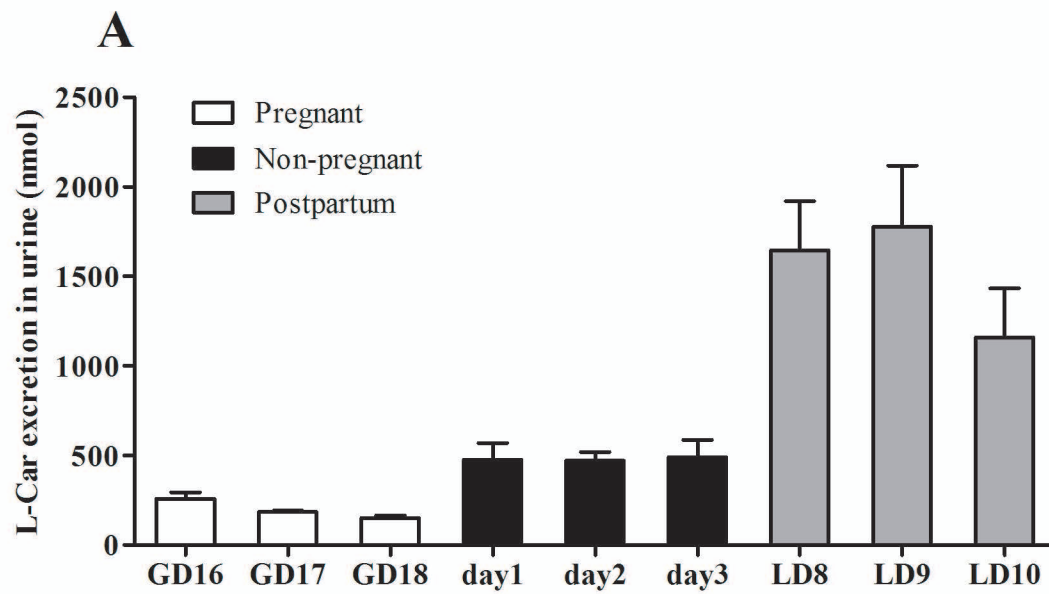 A
L-Car excretion in urine (nmol)
2500
2000
1500
1000
500
0
Pregnant
Non-pregnant
Postpartum
GD16 GD17 GD18 day1 day2 day3 LD8 LD9 LD10